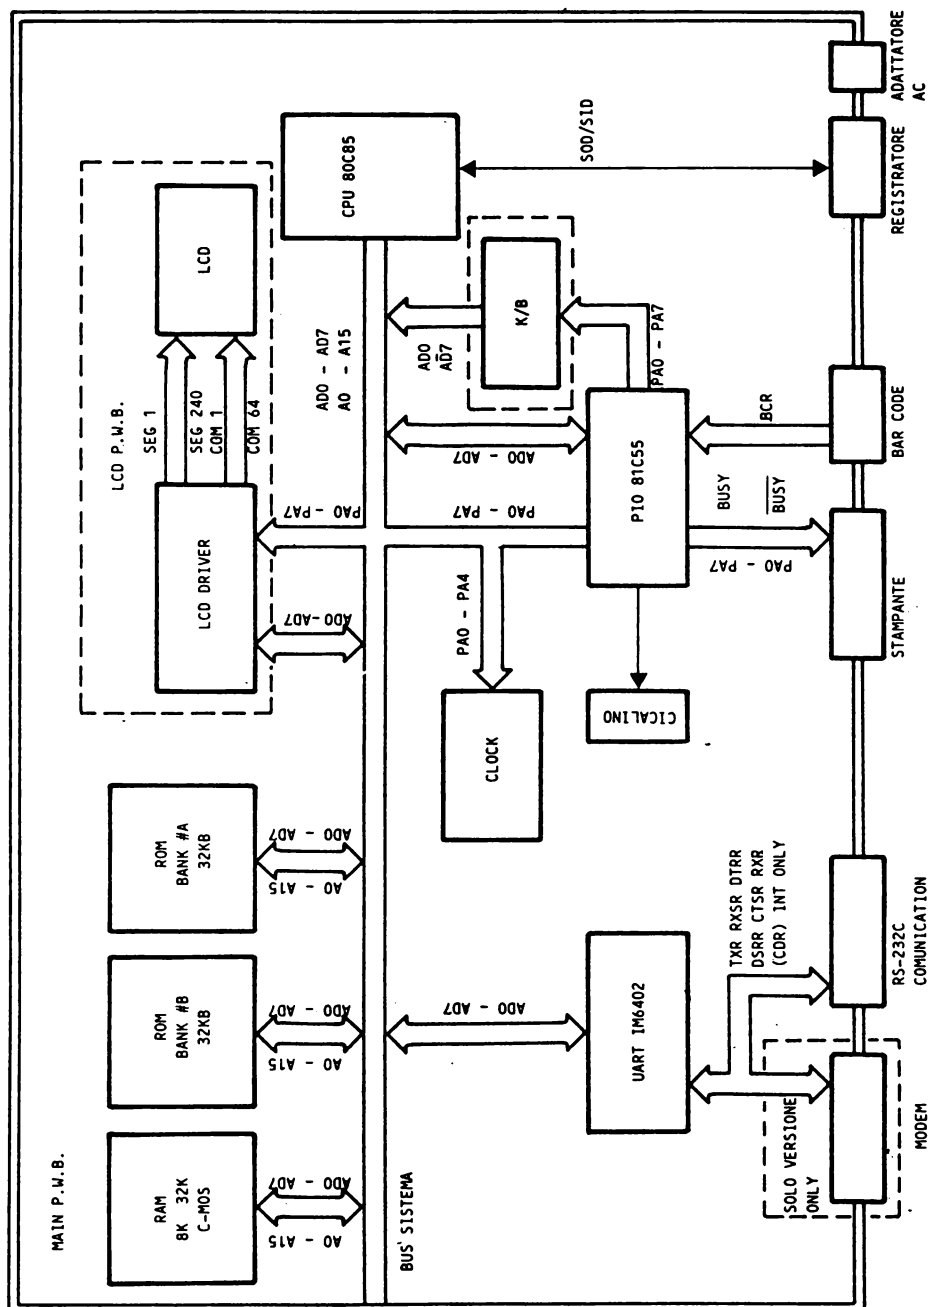 MAIN P.W.B.
RAM
8K 32K
C-MOS
ROM
BANK #B
32KB
ROM
BANK #A
32KB
LCD P.W.B.
LCD DRIVER
SEG 1
SEG 240
COM 1
COM 64
LCD
A0 - A15
AD0 - AD7
A0 - A15
AD0 - AD7
A0 - A15
AD0 - AD7
AD0-AD7
PA0 - PA7
BUS' SISTEMA
AD0 - AD7
A0 - A15
CPU 80C85
AD0 - AD7
PA0 - PA4
PA0 - PA7
AD0 - AD7
AD0
AD7
K/B
CLOCK
UART IM6402
CICALINO
PIO 81C55
PA0 - PA7
SOD/SID
TXR RXSR DTRR
DSRR CTSR RXR
(CDR) INT ONLY
PA0 - PA7
BUSY
BUSY
BCR
SOLO VERSIONE
ONLY
MODEM
RS-232C
COMUNICATION
STAMPANTE
BAR CODE
REGISTRATORE
ADATTATORE
AC